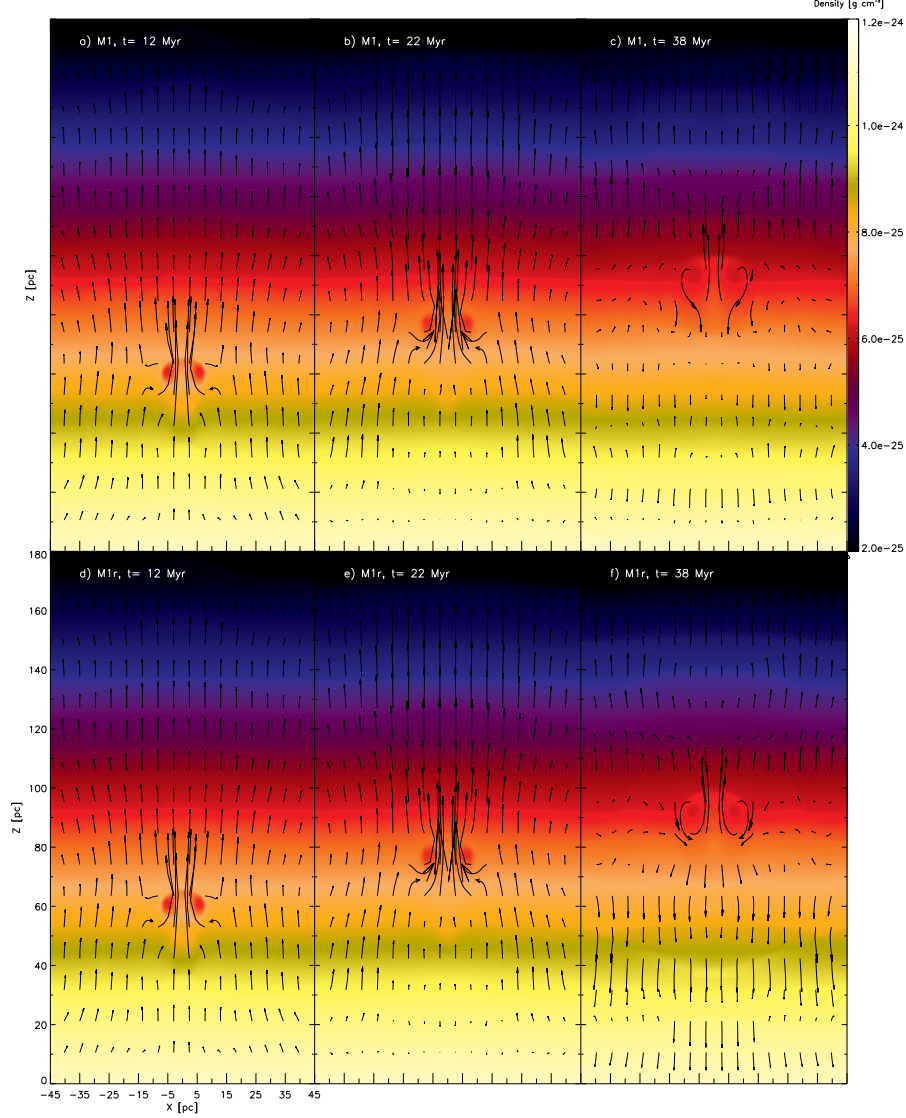 Density [g cm⁻³]
1.2e-24
a) M1, t= 12 Myr
b) M1, t= 22 Myr
c) M1, t= 38 Myr
1.0e-24
8.0e-25
Z [pc]
6.0e-25
4.0e-25
2.0e-25
180
d) M1r, t= 12 Myr
e) M1r, t= 22 Myr
f) M1r, t= 38 Myr
160
140
120
100
Z [pc]
80
60
40
20
0
-45 -35 -25 -15 -5 5 15 25 35 45
X [pc]